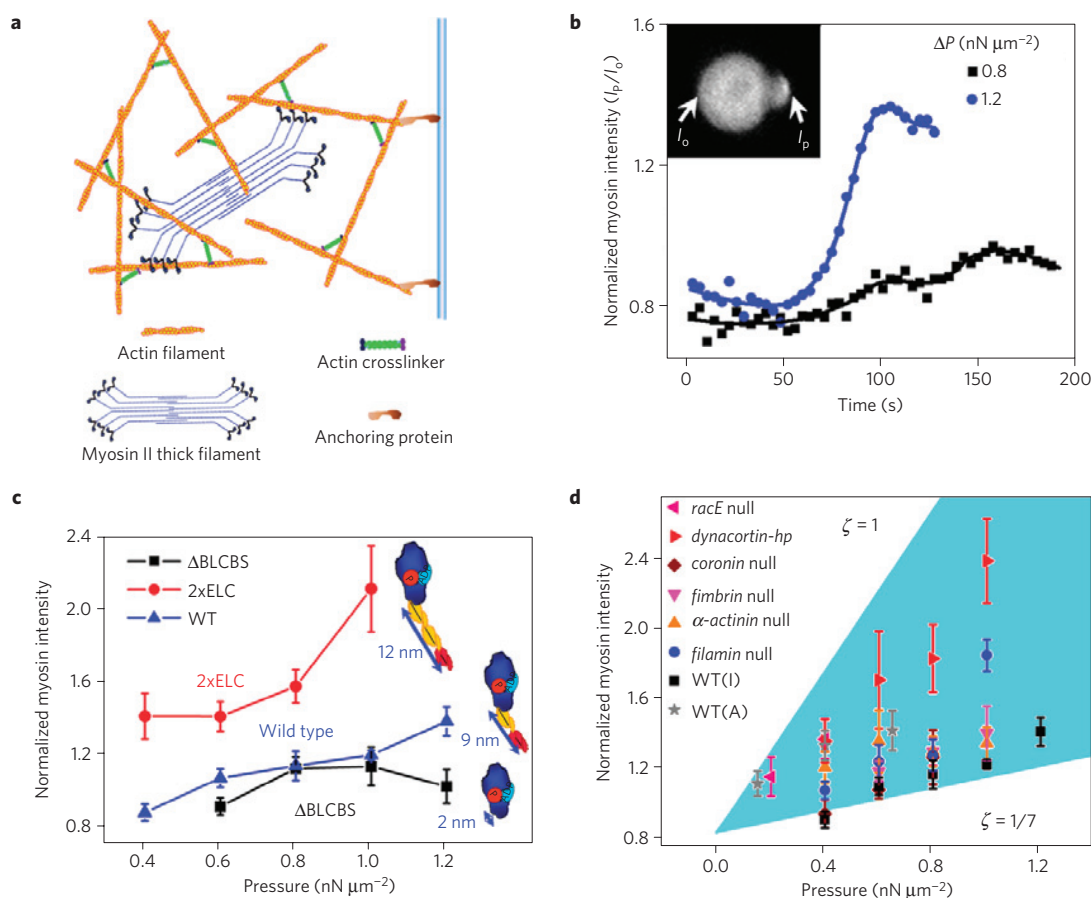 a
Actin filament
Actin crosslinker
Myosin II thick filament
Anchoring protein
b
Normalized myosin intensity (Ip/Io)
1.6
1.2
0.8
ΔP (nN μm⁻²)
0.8
1.2
Io
Ip
0
50
100
150
200
Time (s)
c
Normalized myosin intensity
2.4
2.0
1.6
1.2
0.8
ΔBLCBS
2xELC
WT
2xELC
Wild type
ΔBLCBS
12 nm
9 nm
2 nm
0.4
0.6
0.8
1.0
1.2
Pressure (nN μm⁻²)
d
Normalized myosin intensity
2.4
2.0
1.6
1.2
0.8
racE null
dynacortin-hp
coronin null
fimbrin null
α-actinin null
filamin null
WT(I)
WT(A)
ζ = 1
ζ = 1/7
0.0
0.4
0.8
1.2
Pressure (nN μm⁻²)